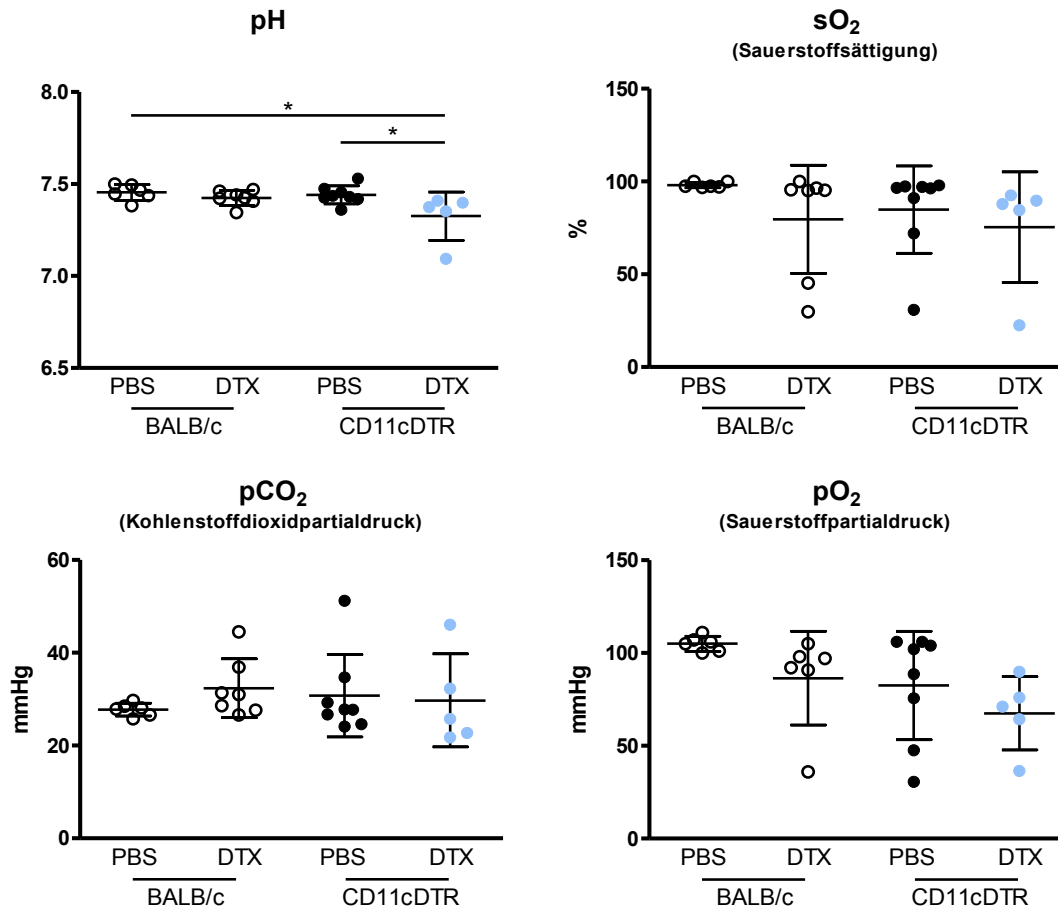 pH
8.0
7.5
7.0
6.5
* 
*
PBS DTX PBS DTX
BALB/c CD11cDTR
sO₂
(Sauerstoffsättigung)
%
150
100
50
0
PBS DTX PBS DTX
BALB/c CD11cDTR
pCO₂
(Kohlenstoffdioxidpartialdruck)
mmHg
60
40
20
0
PBS DTX PBS DTX
BALB/c CD11cDTR
pO₂
(Sauerstoffpartialdruck)
mmHg
150
100
50
0
PBS DTX PBS DTX
BALB/c CD11cDTR